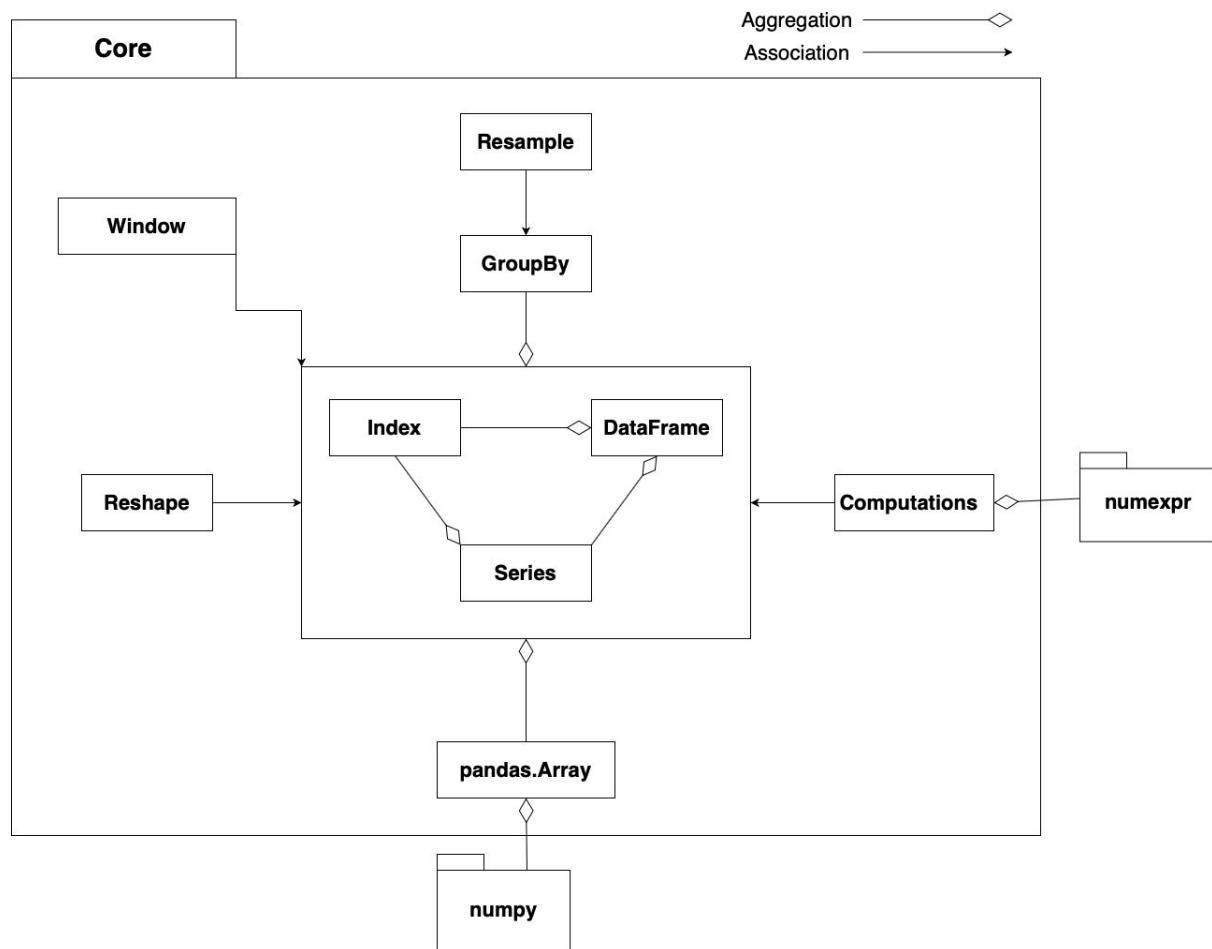 Aggregation
Association
Core
Resample
Window
GroupBy
Index
DataFrame
Reshape
Computations
numexpr
Series
pandas.Array
numpy